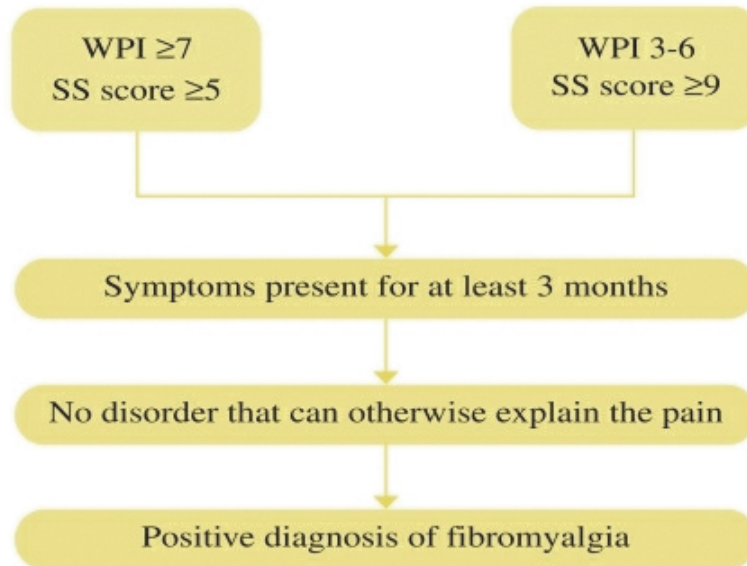 WPI ≥7
SS score ≥5
WPI 3-6
SS score ≥9
Symptoms present for at least 3 months
No disorder that can otherwise explain the pain
Positive diagnosis of fibromyalgia